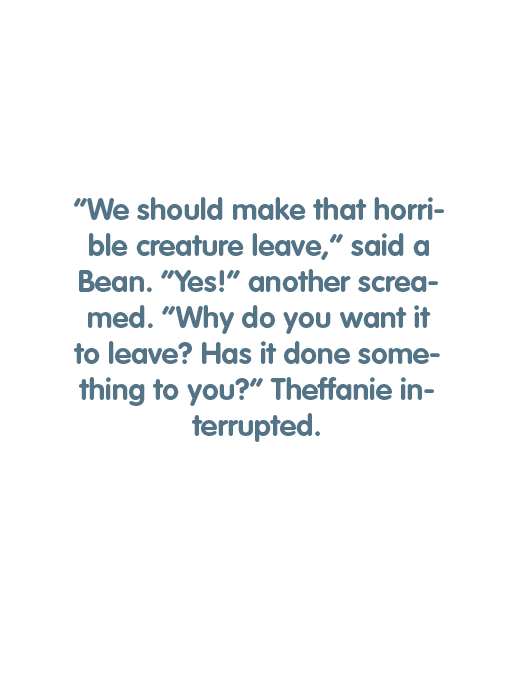 "We should make that horri-
ble creature leave," said a
Bean. "Yes!" another screa-
med. "Why do you want it
to leave? Has it done some-
thing to you?" Theffanie in-
terrupted.